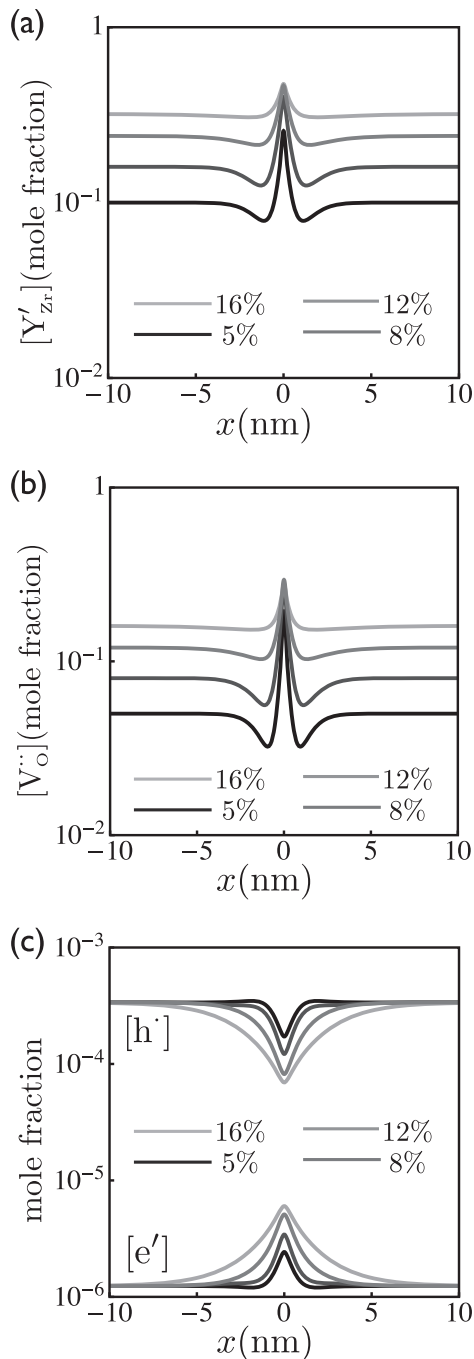 (a)
1
10⁻¹
10⁻²
[Y′Zr](mole fraction)
16% 12%
5% 8%
−10 −5 0 5 10
x(nm)
(b)
1
10⁻¹
10⁻²
[V̈O](mole fraction)
16% 12%
5% 8%
−10 −5 0 5 10
x(nm)
(c)
10⁻³
[h˙]
10⁻⁴
mole fraction
16% 12%
5% 8%
10⁻⁵
[e′]
10⁻⁶
−10 −5 0 5 10
x(nm)